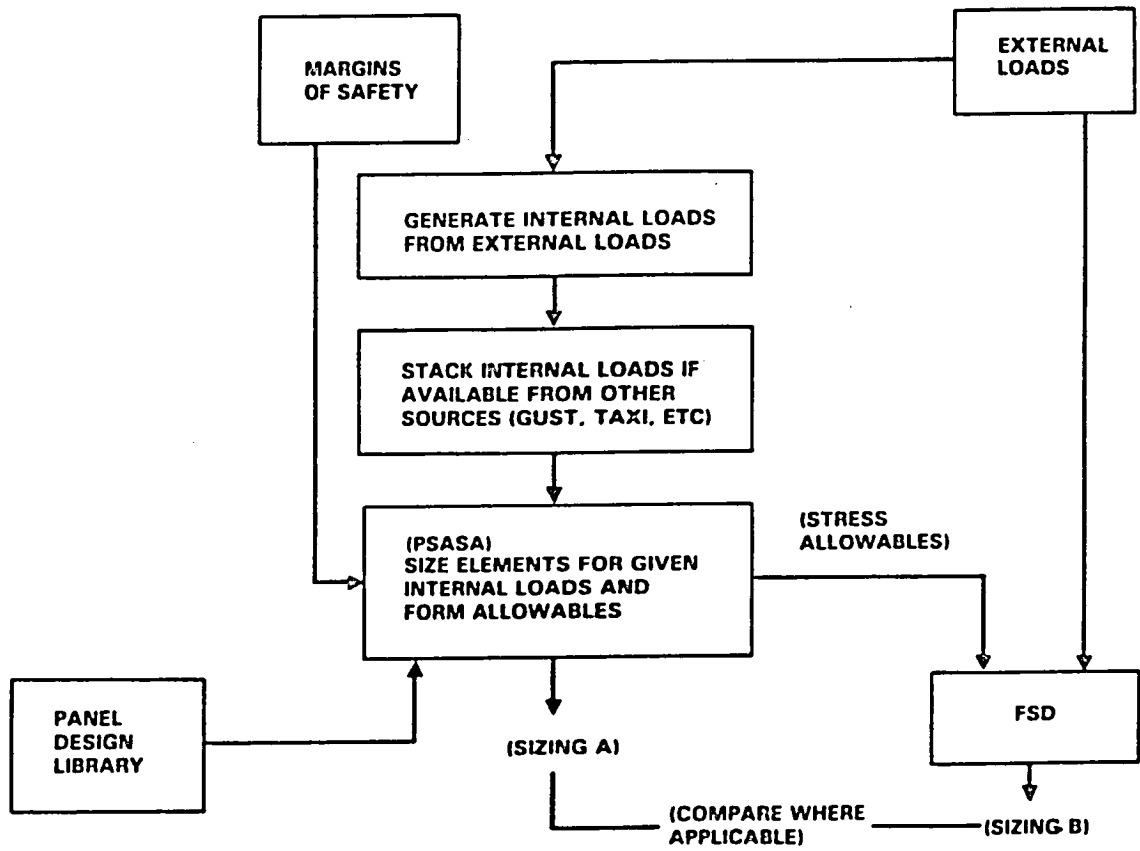 MARGINS
OF SAFETY
EXTERNAL
LOADS
GENERATE INTERNAL LOADS
FROM EXTERNAL LOADS
STACK INTERNAL LOADS IF
AVAILABLE FROM OTHER
SOURCES (GUST, TAXI, ETC)
(PSASA)
SIZE ELEMENTS FOR GIVEN
INTERNAL LOADS AND
FORM ALLOWABLES
(STRESS
ALLOWABLES)
PANEL
DESIGN
LIBRARY
FSD
(SIZING A)
(COMPARE WHERE
APPLICABLE)
(SIZING B)